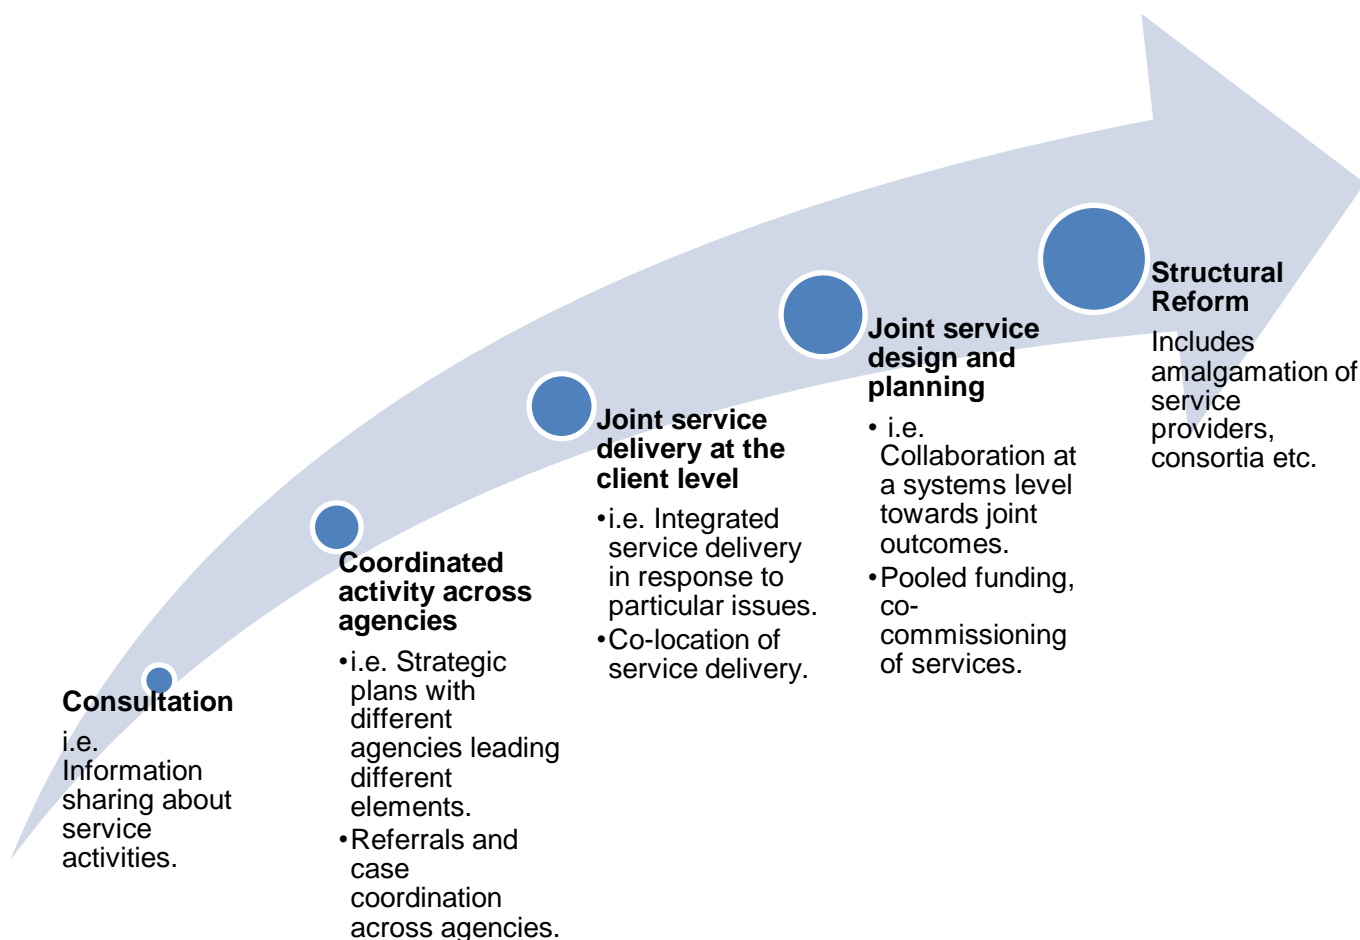 Consultation
i.e.
Information
sharing about
service
activities.
Coordinated
activity across
agencies
•i.e. Strategic
plans with
different
agencies leading
different
elements.
•Referrals and
case
coordination
across agencies.
Joint service
delivery at the
client level
•i.e. Integrated
service delivery
in response to
particular issues.
•Co-location of
service delivery.
Joint service
design and
planning
• i.e.
Collaboration at
a systems level
towards joint
outcomes.
•Pooled funding,
co-
commissioning
of services.
Structural
Reform
Includes
amalgamation of
service
providers,
consortia etc.